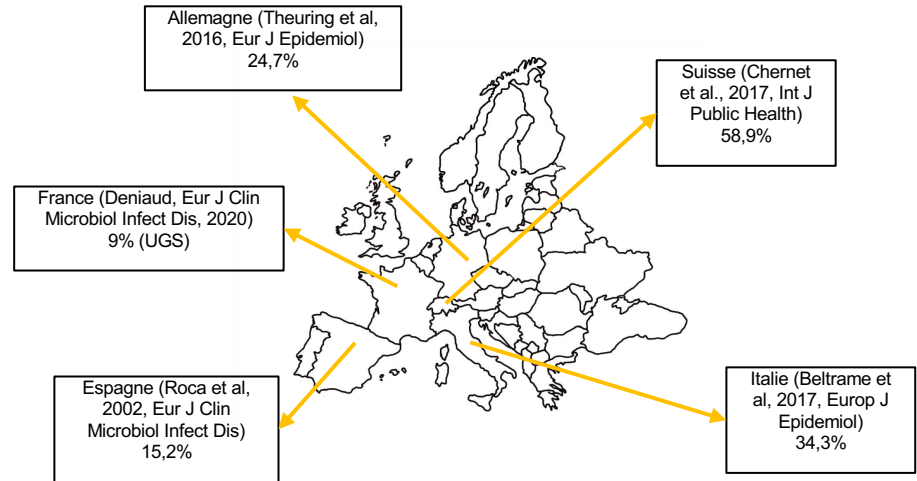 Allemagne (Theuring et al,
2016, Eur J Epidemiol)
24,7%
Suisse (Chernet
et al., 2017, Int J
Public Health)
58,9%
France (Deniaud, Eur J Clin
Microbiol Infect Dis, 2020)
9% (UGS)
Espagne (Roca et al,
2002, Eur J Clin
Microbiol Infect Dis)
15,2%
Italie (Beltrame et
al, 2017, Europ J
Epidemiol)
34,3%